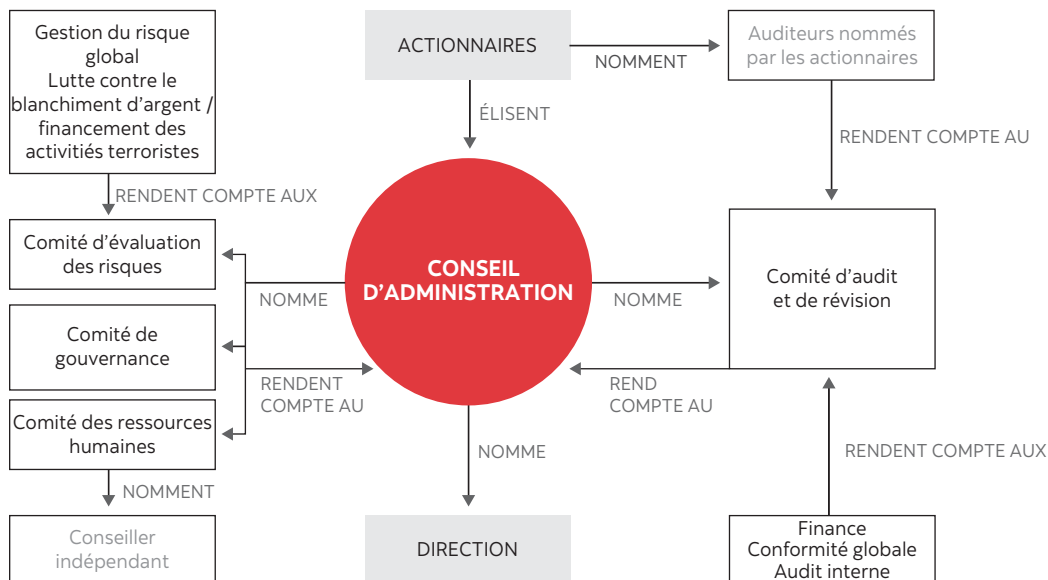 Gestion du risque
global
Lutte contre le
blanchiment d'argent /
financement des
activitiés terroristes
ACTIONNAIRES
NOMMENT
Auditeurs nommés
par les actionnaires
ÉLISENT
RENDENT COMPTE AU
RENDENT COMPTE AUX
Comité d'évaluation
des risques
NOMME
CONSEIL
D'ADMINISTRATION
NOMME
Comité d'audit
et de révision
Comité de
gouvernance
RENDENT
COMPTE AU
REND
COMPTE AU
Comité des ressources
humaines
NOMME
RENDENT COMPTE AUX
NOMMENT
Conseiller
indépendant
DIRECTION
Finance
Conformité globale
Audit interne